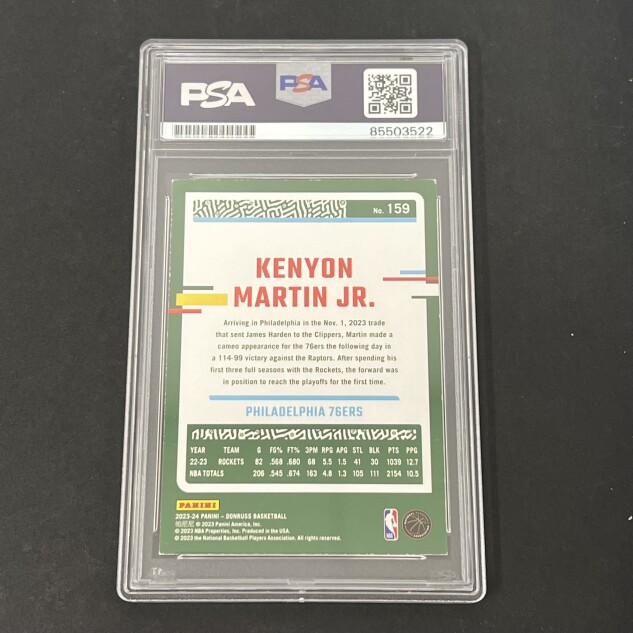 PSA
PSA
85503522
No. 159
KENYON
MARTIN JR.
Arriving in Philadelphia in the Nov. 1, 2023 trade
that sent James Harden to the Clippers, Martin made a
cameo appearance for the 76ers the following day in
a 114-99 victory against the Raptors. After spending his
first three full seasons with the Rockets, the forward was
in position to reach the playoffs for the first time.
PHILADELPHIA 76ERS
YEAR TEAM G FG% FT% 3PM RPG APG STL BLK PTS PPG
22-23 ROCKETS 82 .568 .680 68 5.5 1.5 41 30 1039 12.7
NBA TOTALS 206 .545 .674 163 4.8 1.3 105 111 2154 10.5
PANINI
2023-24 PANINI – DONRUSS BASKETBALL
帕尼尼 © 2023 Panini America, Inc.
© 2023 NBA Properties, Inc. Produced in the USA.
© 2023 the National Basketball Players Association. All rights reserved.
NBA